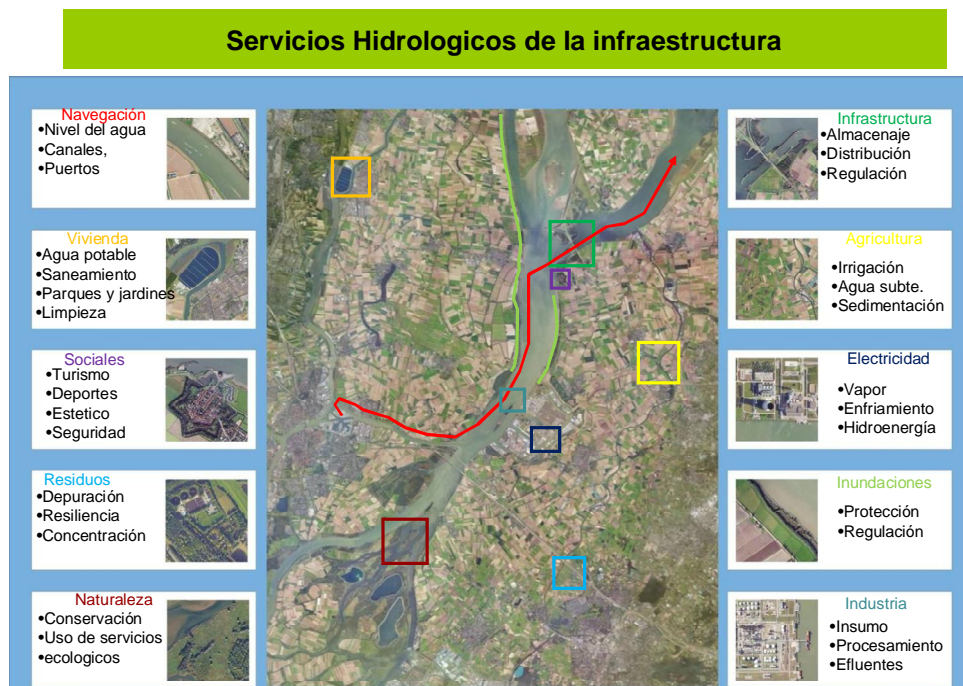 Servicios Hidrologicos de la infraestructura
Navegación
•Nivel del agua
•Canales,
•Puertos
Vivienda
•Agua potable
•Saneamiento
•Parques y jardines
•Limpieza
Sociales
•Turismo
•Deportes
•Estetico
•Seguridad
Residuos
•Depuración
•Resiliencia
•Concentración
Naturaleza
•Conservación
•Uso de servicios
•ecologicos
Infrastructura
•Almacenaje
•Distribución
•Regulación
Agricultura
•Irrigación
•Agua subte.
•Sedimentación
Electricidad
•Vapor
•Enfriamiento
•Hidroenergía
Inundaciones
•Protección
•Regulación
Industria
•Insumo
•Procesamiento
•Efluentes